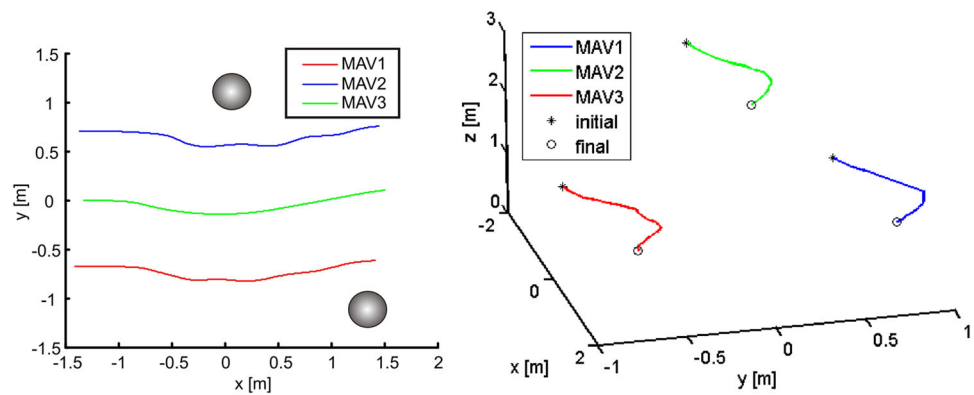 1.5
1
0.5
0
-0.5
-1
-1.5
y [m]
-1.5 -1 -0.5 0 0.5 1 1.5 2
x [m]
MAV1
MAV2
MAV3
3
2
1
0
z [m]
-2
0
2
x [m]
-1 -0.5 0 0.5 1
y [m]
MAV1
MAV2
MAV3
initial
final